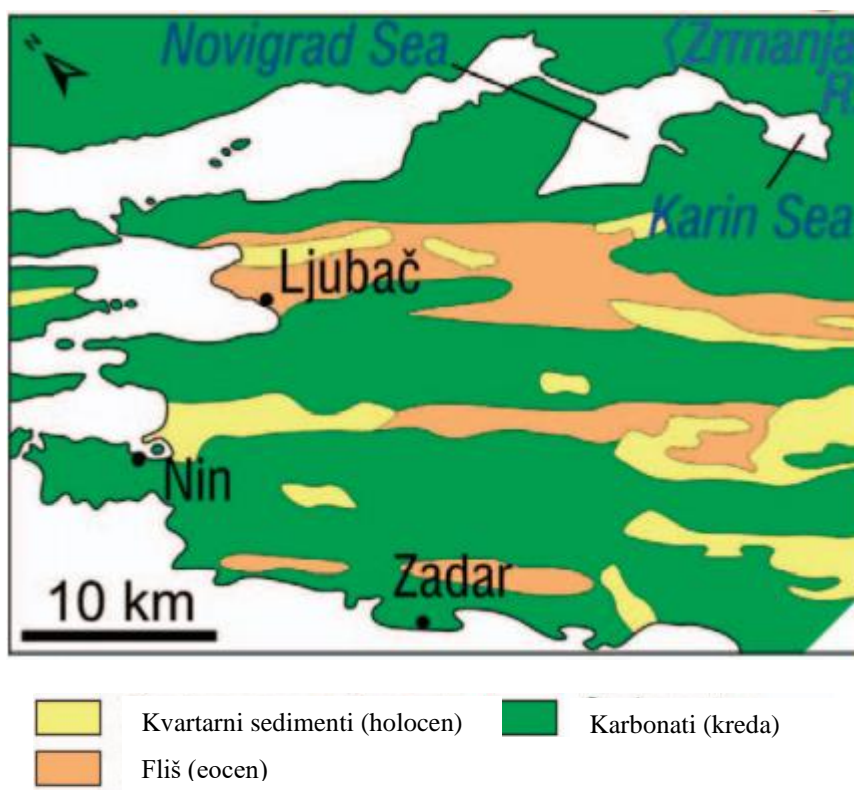 N
Novigrad Sea
(Zrmanja
R
Karin Sea
Ljubač
Nin
Zadar
10 km
Kvartarni sedimenti (holocen)
Karbonati (kreda)
Fliš (eocen)